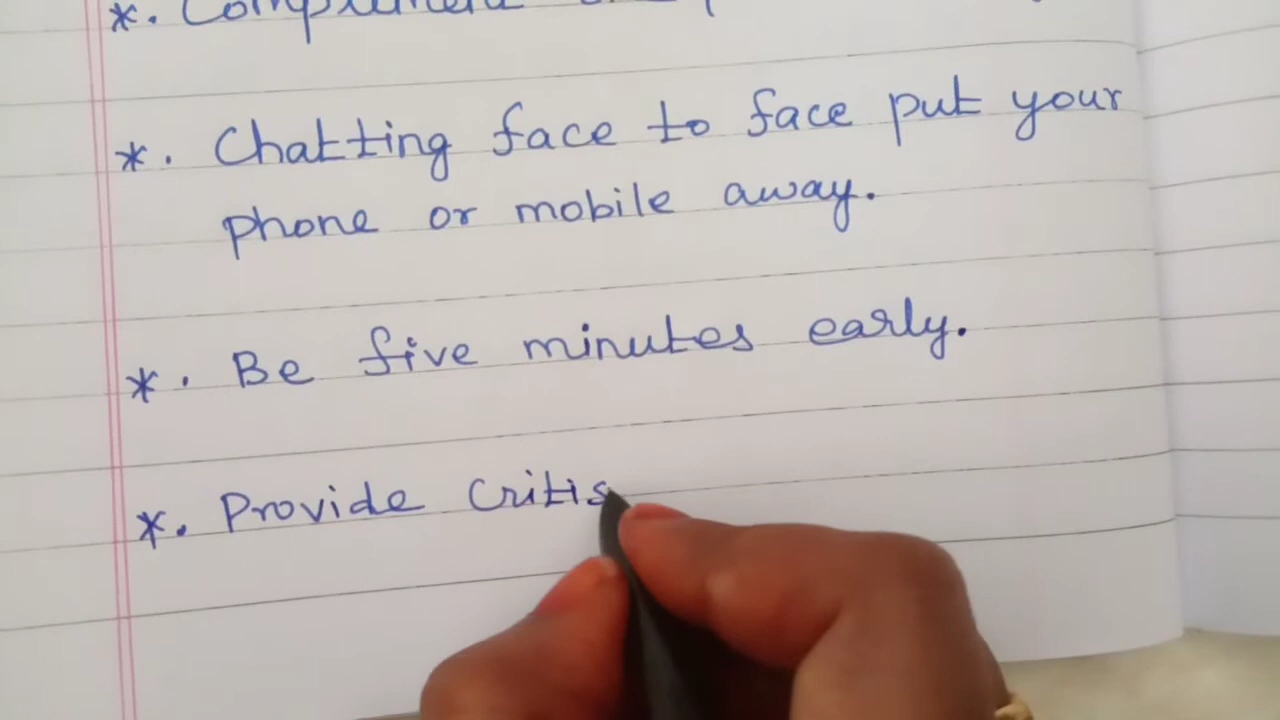 *. Chatting face to face put your
phone or mobile away.
*. Be five minutes early.
*. Provide Critis